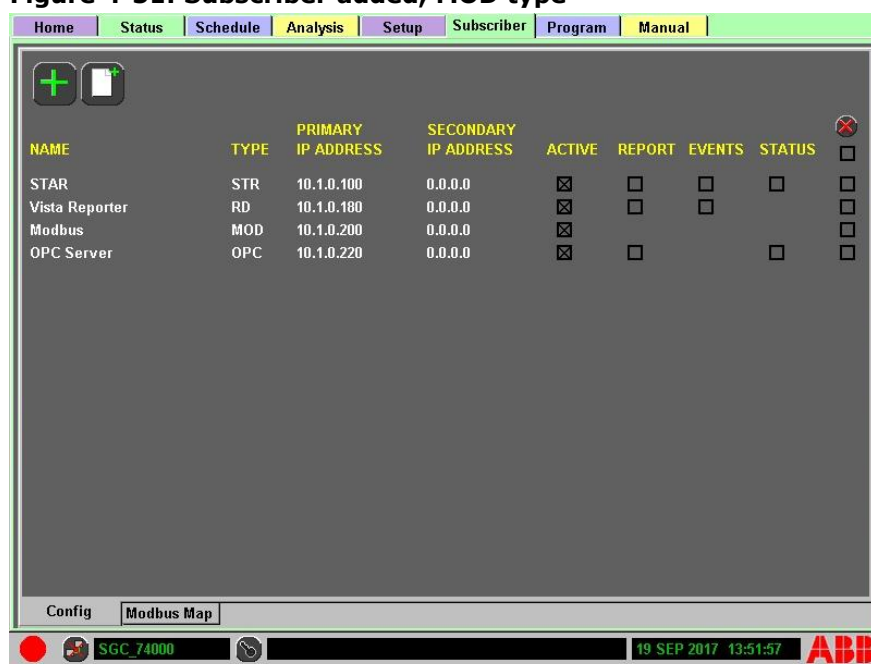 Figure 4-32: Subscriber added, MOD type
Home Status Schedule Analysis Setup Subscriber Program Manual
PRIMARY SECONDARY
NAME TYPE IP ADDRESS IP ADDRESS ACTIVE REPORT EVENTS STATUS
STAR STR 10.1.0.100 0.0.0.0
Vista Reporter RD 10.1.0.180 0.0.0.0
Modbus MOD 10.1.0.200 0.0.0.0
OPC Server OPC 10.1.0.220 0.0.0.0
Config Modbus Map
SGC_74000 19 SEP 2017 13:51:57 ABB